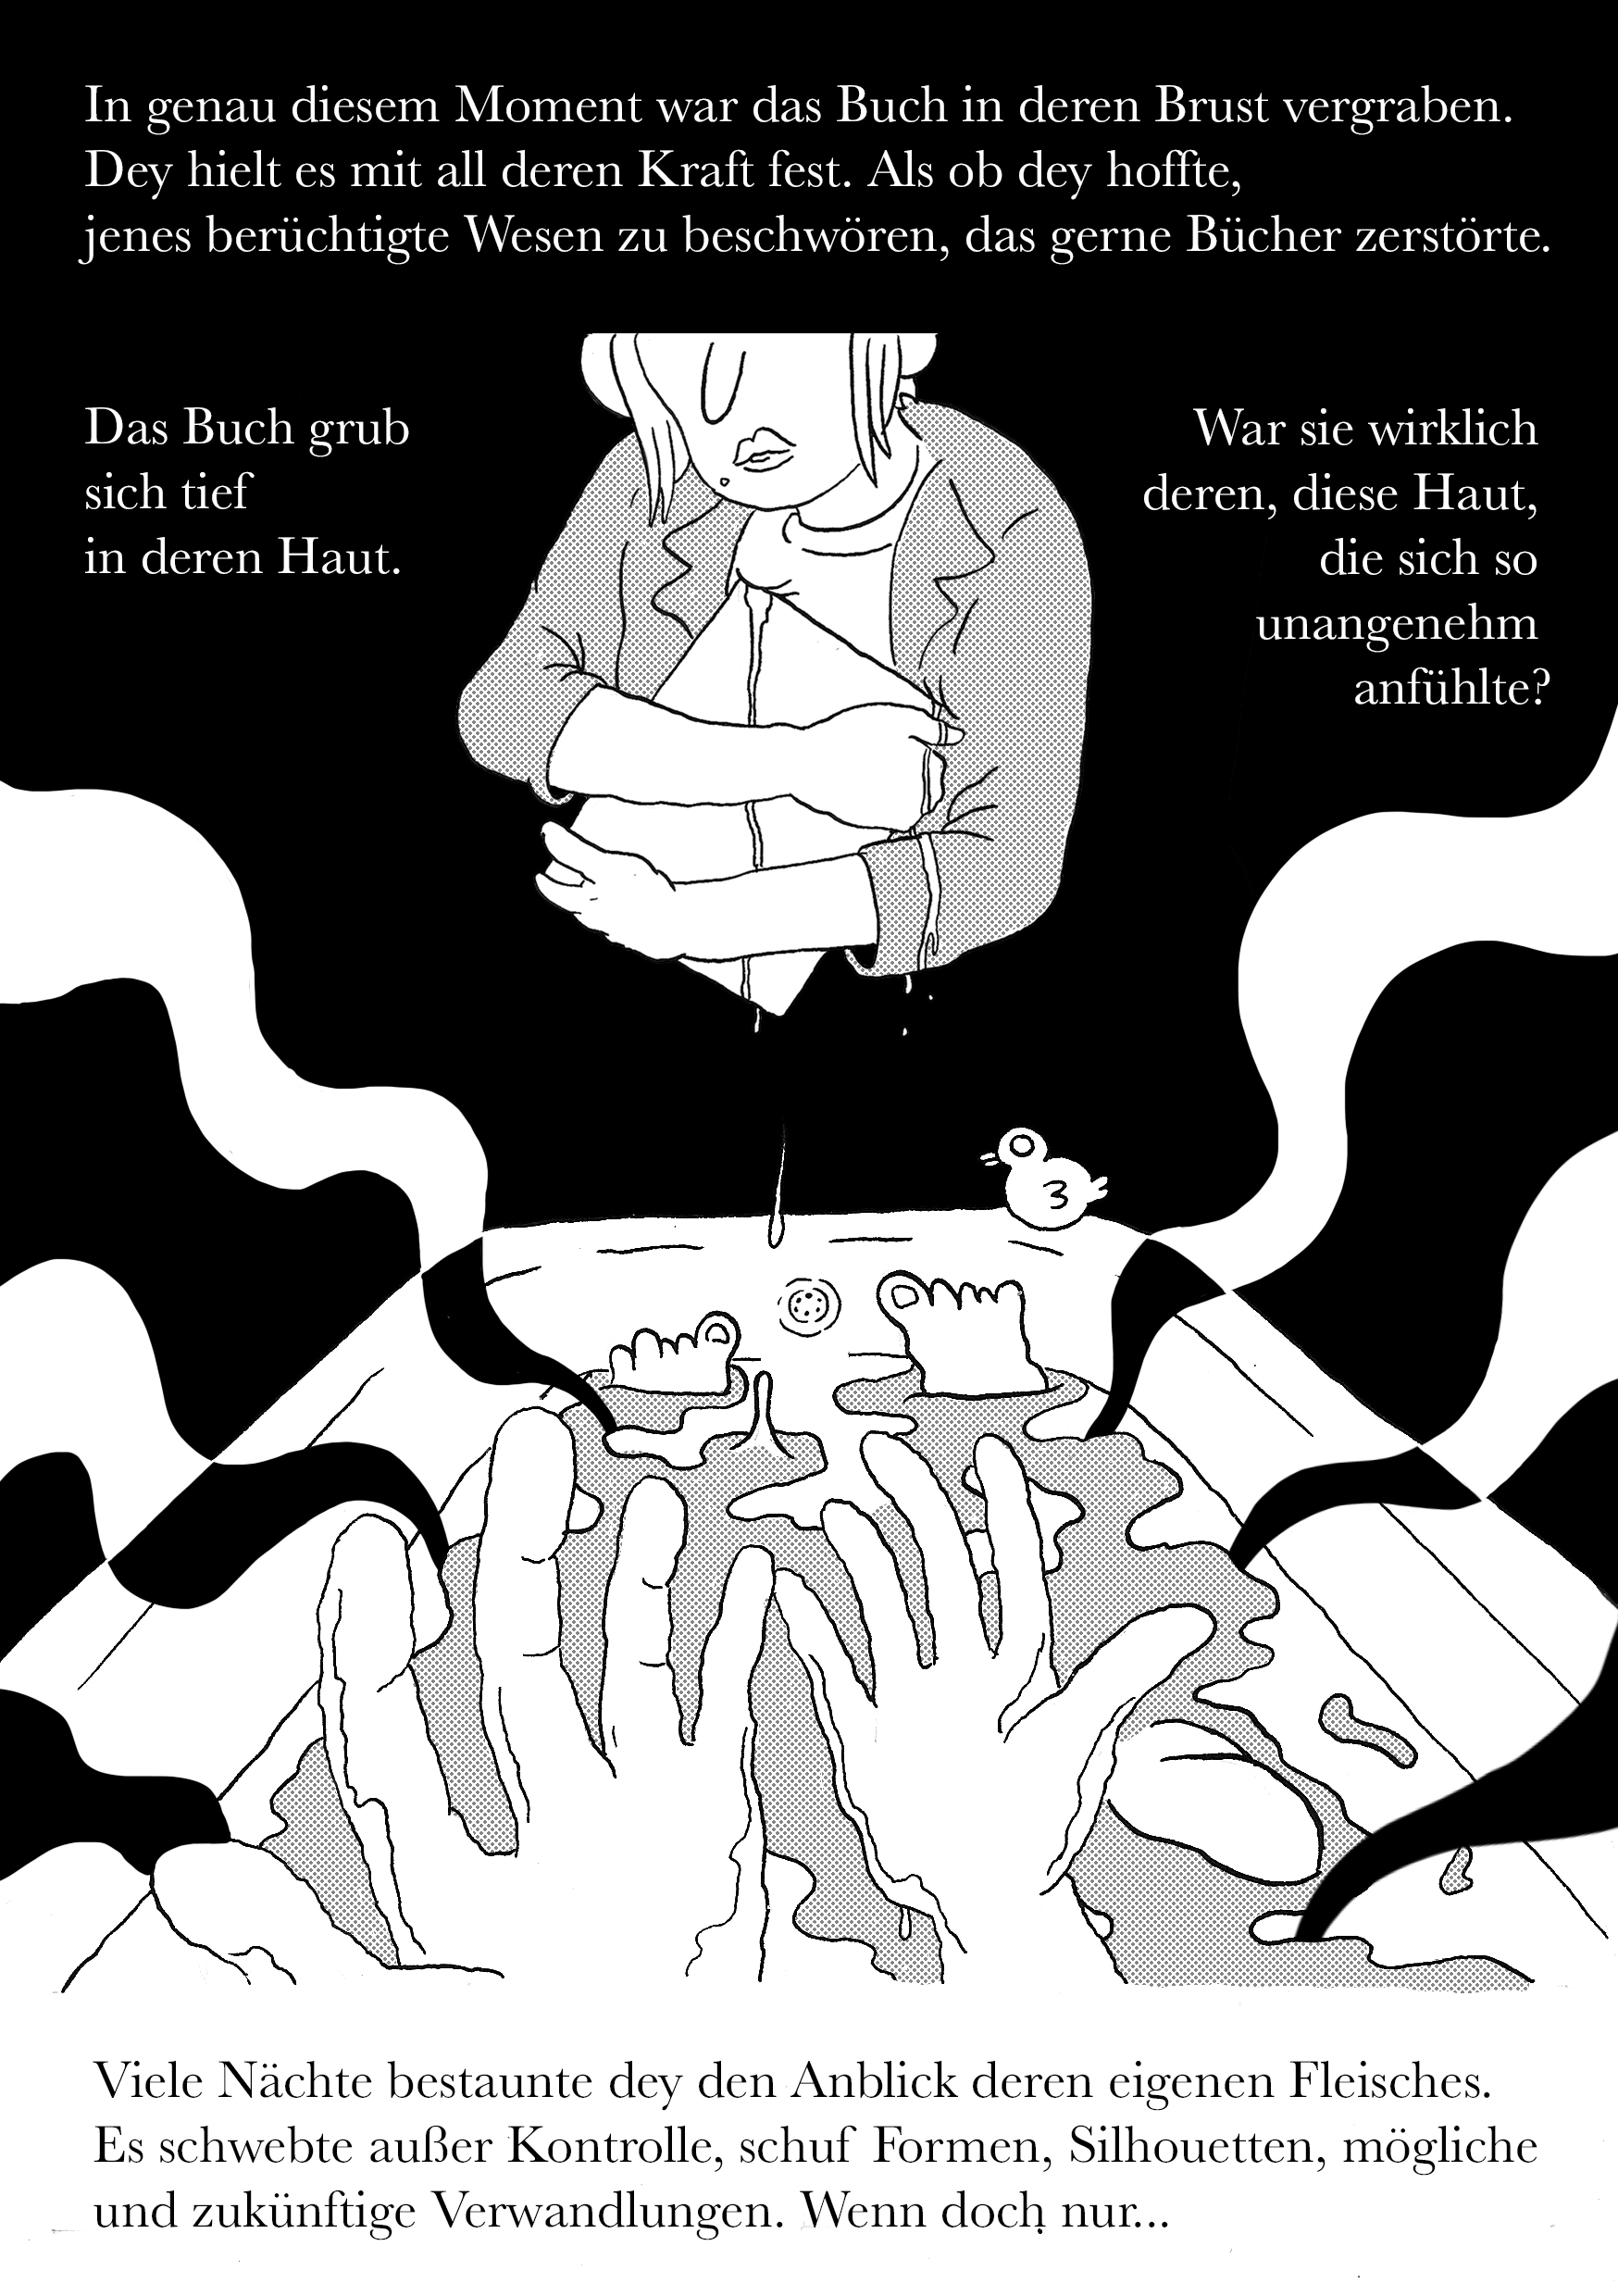 In genau diesem Moment war das Buch in deren Brust vergraben.
Dey hielt es mit all deren Kraft fest. Als ob dey hoffte,
jenes berüchtigte Wesen zu beschwören, das gerne Bücher zerstörte.
Das Buch grub
sich tief
in deren Haut.
War sie wirklich
deren, diese Haut,
die sich so
unangenehm
anfühlte?
Viele Nächte bestaunte dey den Anblick deren eigenen Fleisches.
Es schwebte außer Kontrolle, schuf Formen, Silhouetten, mögliche
und zukünftige Verwandlungen. Wenn doch nur...